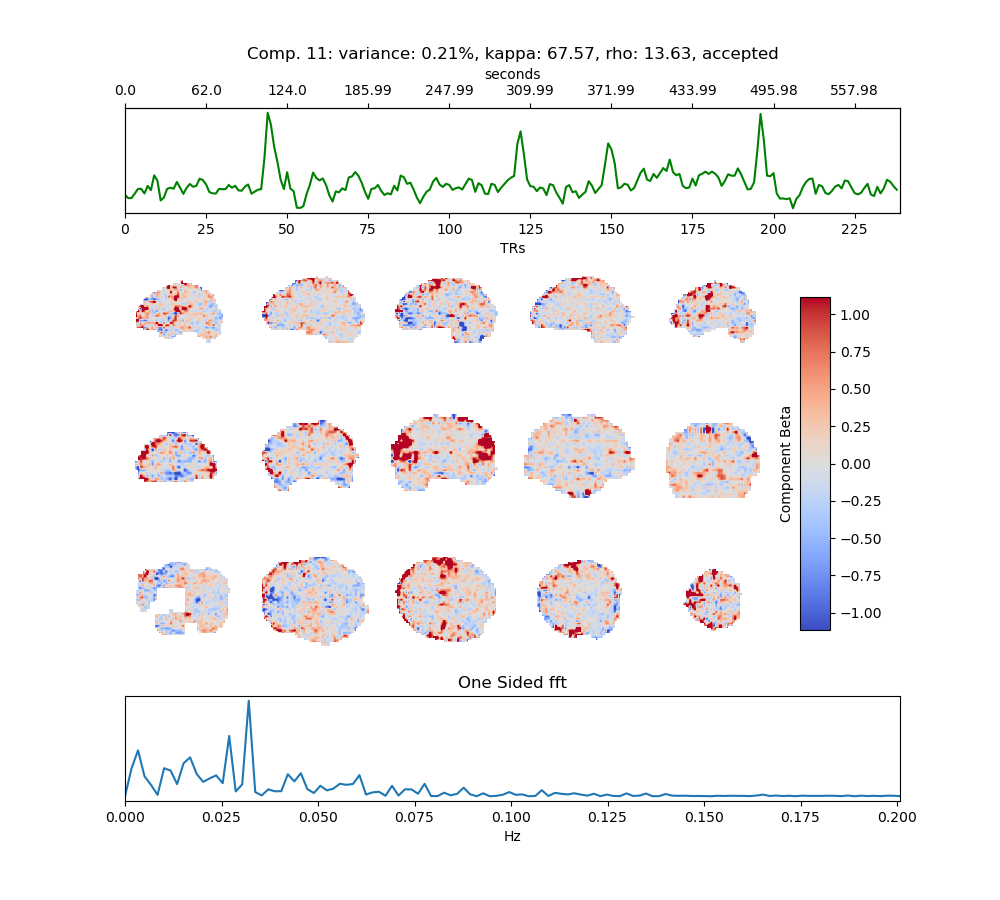 Comp. 11: variance: 0.21%, kappa: 67.57, rho: 13.63, accepted
seconds
0.0 62.0 124.0 185.99 247.99 309.99 371.99 433.99 495.98 557.98
0 25 50 75 100 125 150 175 200 225
TRs
1.00
0.75
0.50
0.25
0.00
−0.25
−0.50
−0.75
−1.00
Component Beta
One Sided fft
0.000 0.025 0.050 0.075 0.100 0.125 0.150 0.175 0.200
Hz